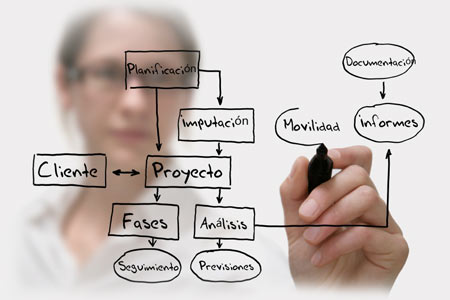 Documentación
Planificación
Imputación
Movilidad
informes
Cliente
Proyecto
Fases
Análisis
Seguimiento
Previsiones